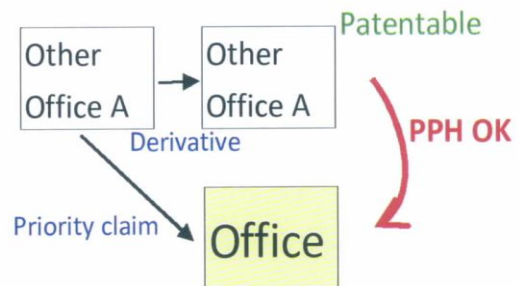 Patentable
Other
Office A
Other
Office A
Derivative
PPH OK
Priority claim
Office